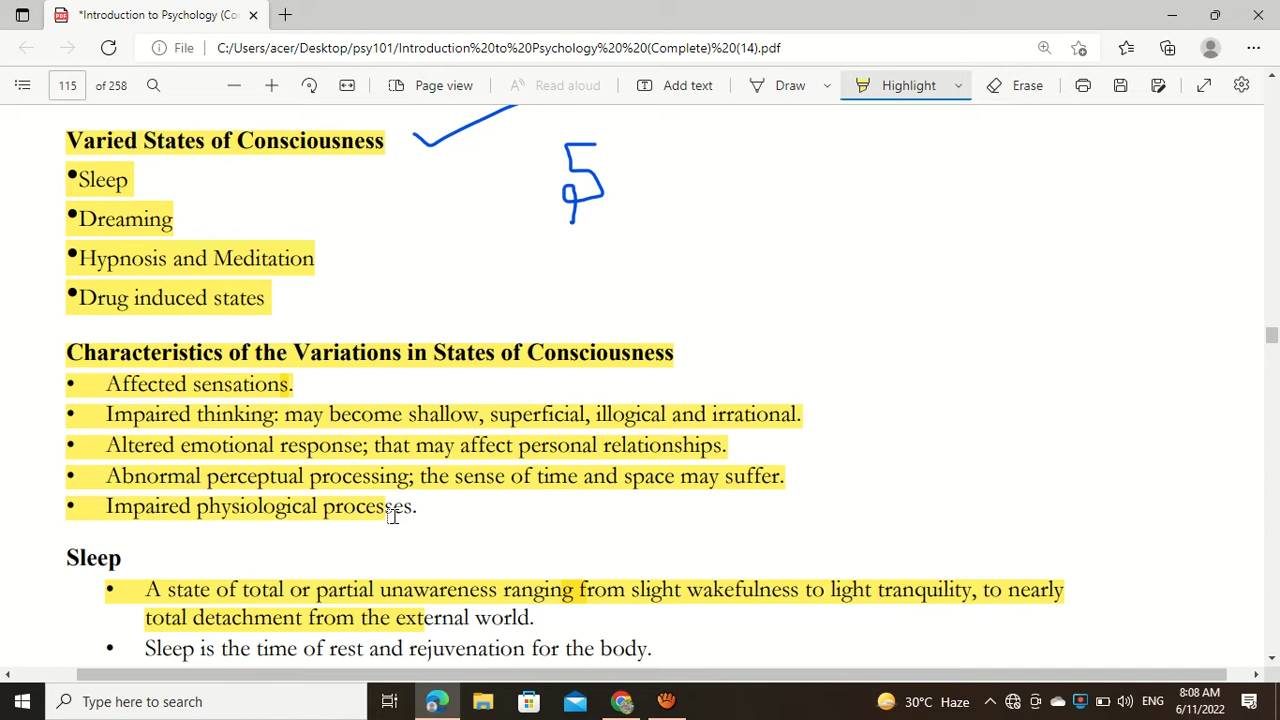 *Introduction to Psychology (Co
File C:/Users/acer/Desktop/psy101/Introduction%20to%20Psychology%20%20(Complete)%20(14).pdf
115 of 258 Page view Read aloud Add text Draw Highlight Erase
Varied States of Consciousness
•Sleep
•Dreaming
•Hypnosis and Meditation
•Drug induced states
5
Characteristics of the Variations in States of Consciousness
• Affected sensations.
• Impaired thinking: may become shallow, superficial, illogical and irrational.
• Altered emotional response; that may affect personal relationships.
• Abnormal perceptual processing; the sense of time and space may suffer.
• Impaired physiological processes.
Sleep
• A state of total or partial unawareness ranging from slight wakefulness to light tranquility, to nearly
total detachment from the external world.
• Sleep is the time of rest and rejuvenation for the body.
Type here to search
30°C Haze
ENG
8:08 AM
6/11/2022